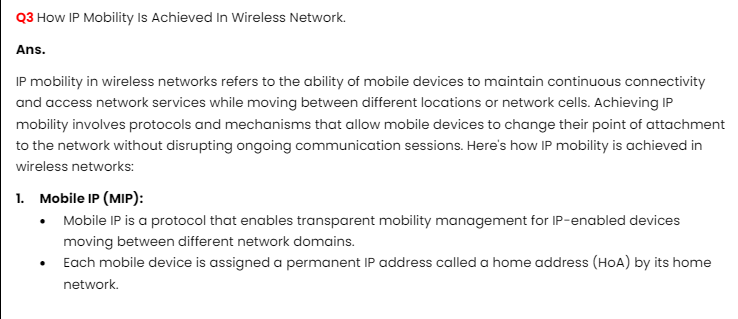 Q3 How IP Mobility Is Achieved In Wireless Network.
Ans.
IP mobility in wireless networks refers to the ability of mobile devices to maintain continuous connectivity
and access network services while moving between different locations or network cells. Achieving IP
mobility involves protocols and mechanisms that allow mobile devices to change their point of attachment
to the network without disrupting ongoing communication sessions. Here's how IP mobility is achieved in
wireless networks:
1. Mobile IP (MIP):
• Mobile IP is a protocol that enables transparent mobility management for IP-enabled devices
moving between different network domains.
• Each mobile device is assigned a permanent IP address called a home address (HoA) by its home
network.